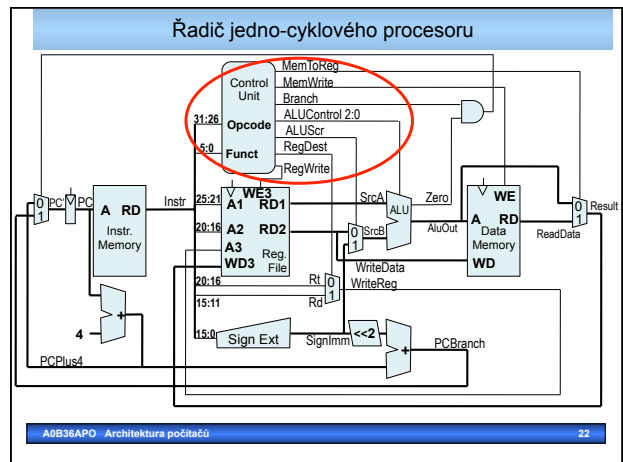 Řadič jedno-cyklového procesoru
MemToReg
MemWrite
Branch
ALUControl 2:0
ALUScr
RegDest
RegWrite
Control
Unit
Opcode
Funct
31:26
5:0
PC'
PC
0
1
A RD
Instr.
Memory
Instr
25:21
20:16
A1
A2
A3
WD3
WE3
RD1
RD2
Reg.
File
SrcA
SrcB
0
1
ALU
Zero
AluOut
WE
A RD
Data
Memory
WD
ReadData
0
1
Result
WriteData
20:16
Rt
0
WriteReg
15:11
Rd
1
15:0
Sign Ext
SignImm
<<2
+
PCBranch
4
+
PCPlus4
A0B36APO Architektura počítačů
22